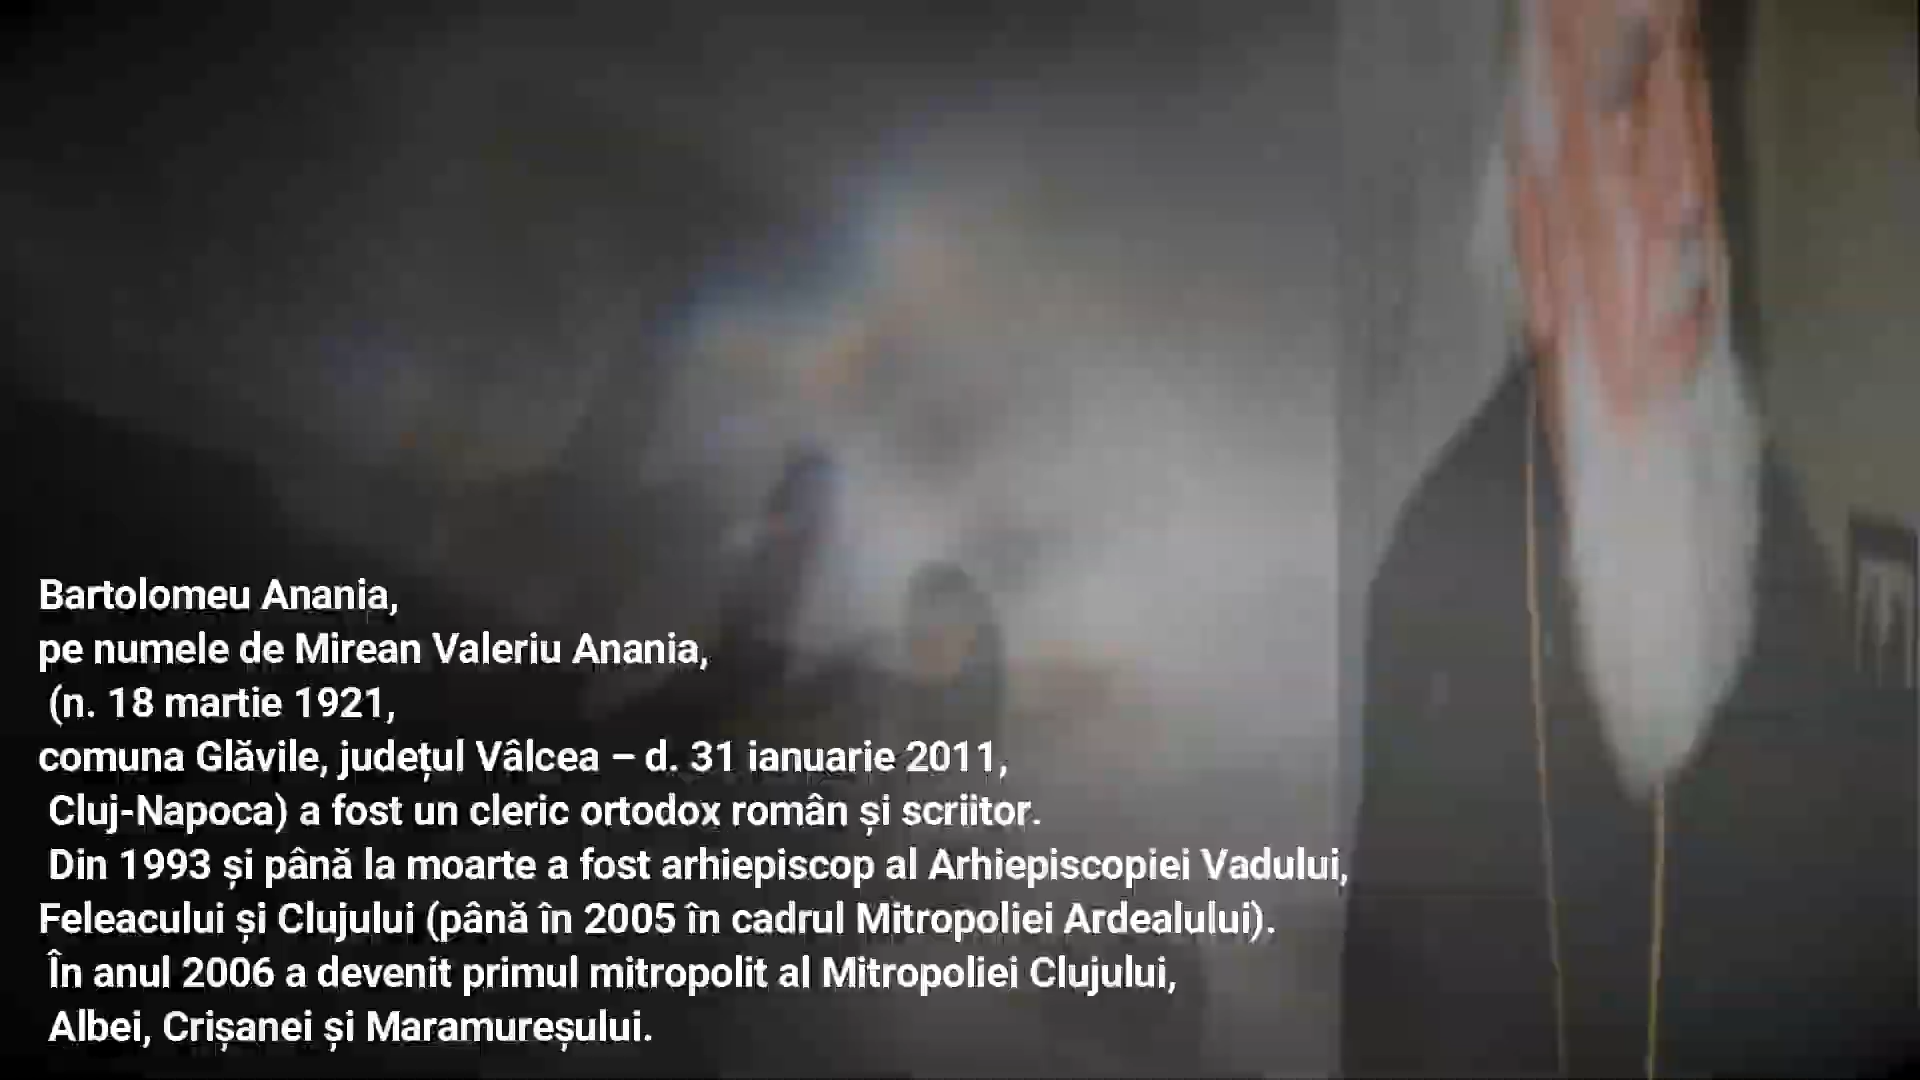 Bartolomeu Anania,
pe numele de Mirean Valeriu Anania,
(n. 18 martie 1921,
comuna Glăvile, județul Vâlcea – d. 31 ianuarie 2011,
Cluj-Napoca) a fost un cleric ortodox român și scriitor.
Din 1993 și până la moarte a fost arhiepiscop al Arhiepiscopiei Vadului,
Feleacului și Clujului (până în 2005 în cadrul Mitropoliei Ardealului).
În anul 2006 a devenit primul mitropolit al Mitropoliei Clujului,
Albei, Crișanei și Maramureșului.